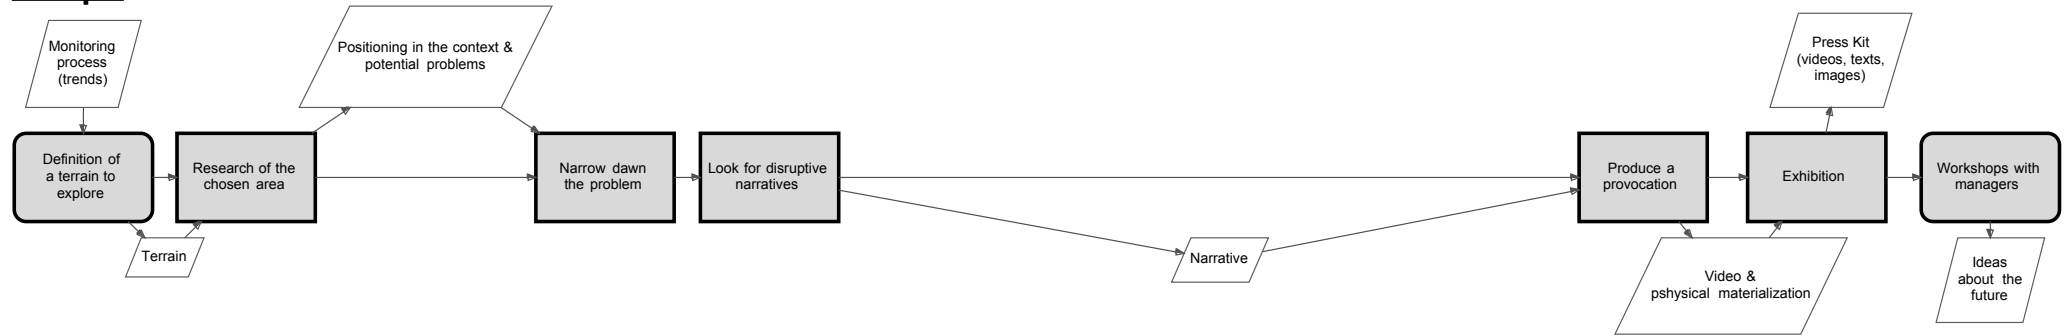 Monitoring
process
(trends)
Positioning in the context &
potential problems
Press Kit
(videos, texts,
images)
Definition of
a terrain to
explore
Research of the
chosen area
Narrow dawn
the problem
Look for disruptive
narratives
Produce a
provocation
Exhibition
Workshops with
managers
Terrain
Narrative
Video &
pshysical materialization
Ideas
about the
future